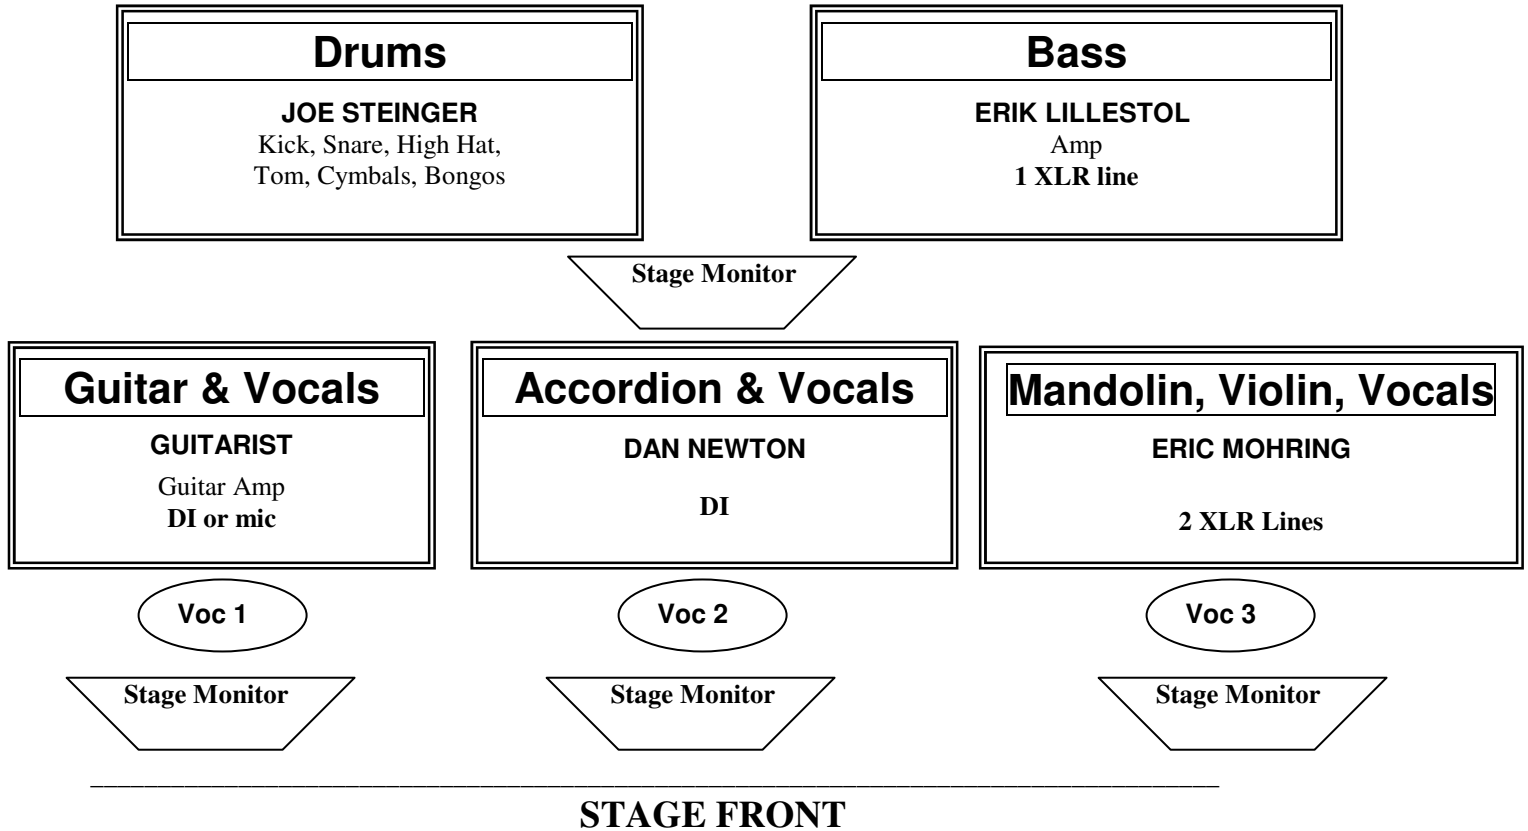 Drums
JOE STEINGER
Kick, Snare, High Hat,
Tom, Cymbals, Bongos
Bass
ERIK LILLESTOL
Amp
1 XLR line
Stage Monitor
Guitar & Vocals
GUITARIST
Guitar Amp
DI or mic
Accordion & Vocals
DAN NEWTON
DI
Mandolin, Violin, Vocals
ERIC MOHRING
2 XLR Lines
Voc 1
Voc 2
Voc 3
Stage Monitor
Stage Monitor
Stage Monitor
STAGE FRONT